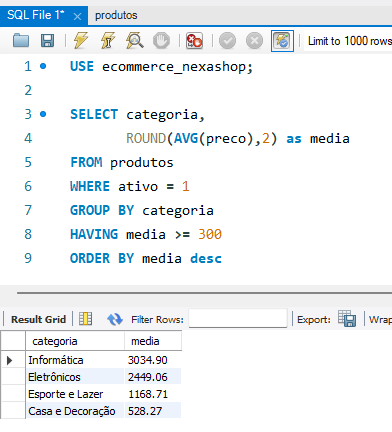 SQL File 1* × produtos
Limit to 1000 rows
1 USE ecommerce_nexashop;
2
3 SELECT categoria,
4 ROUND(AVG(preco),2) as media
5 FROM produtos
6 WHERE ativo = 1
7 GROUP BY categoria
8 HAVING media >= 300
9 ORDER BY media desc
Result Grid Filter Rows: Export: Wrap
categoria media
Informática 3034.90
Eletrônicos 2449.06
Esporte e Lazer 1168.71
Casa e Decoração 528.27